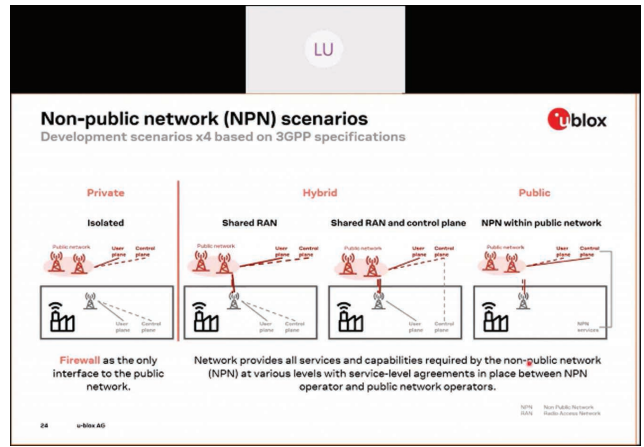 LU
Non-public network (NPN) scenarios
Development scenarios x4 based on 3GPP specifications
ublox
Private
Hybrid
Public
Isolated
Shared RAN
Shared RAN and control plane
NPN within public network
Public network
User plane
Control plane
Public network
User plane
Control plane
Public network
User plane
Control plane
Public network
User plane
Control plane
User plane
Control plane
User plane
Control plane
User plane
NPN services
Firewall as the only
interface to the public
network.
Network provides all services and capabilities required by the non-public network
(NPN) at various levels with service-level agreements in place between NPN
operator and public network operators.
NPN Non Public Network
RAN Radio Access Network
24 u-blox AG